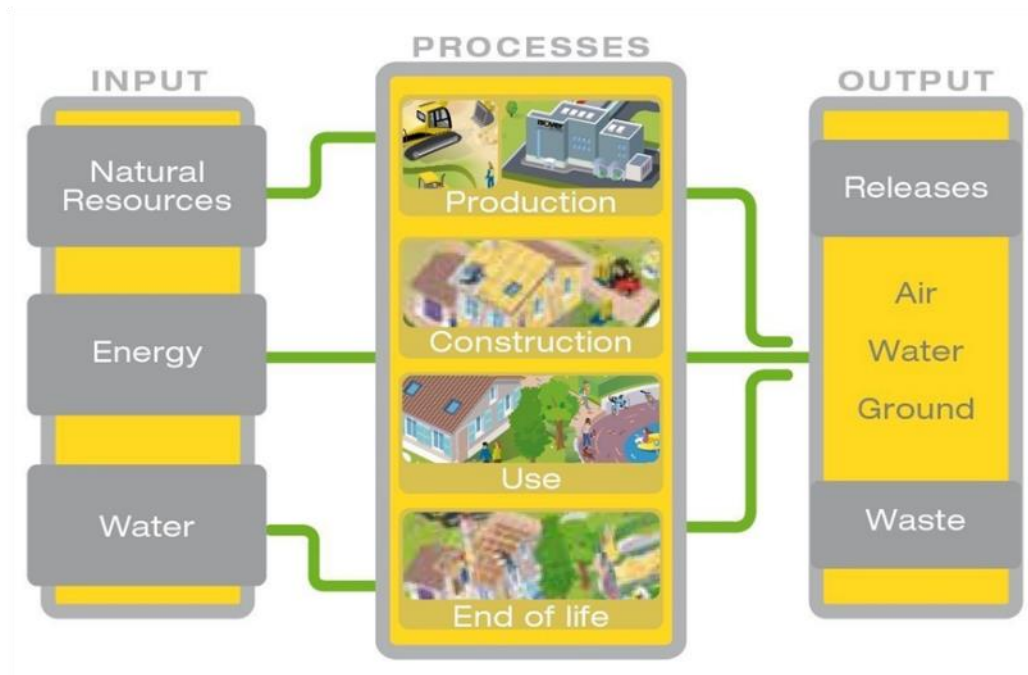 INPUT
Natural
Resources
Energy
Water
PROCESSES
Production
Construction
Use
End of life
OUTPUT
Releases
Air
Water
Ground
Waste